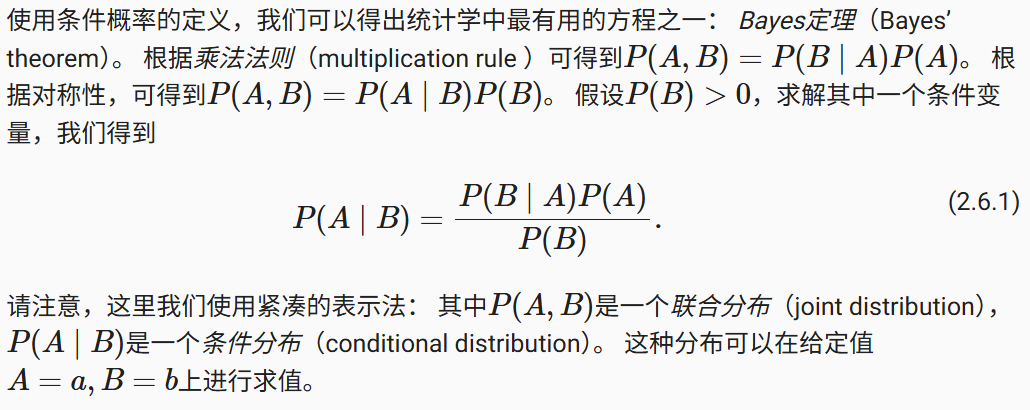 使用条件概率的定义，我们可以得出统计学中最有用的方程之一： Bayes定理（Bayes’
theorem）。 根据乘法法则（multiplication rule ）可得到P(A, B) = P(B | A)P(A)。 根
据对称性，可得到P(A, B) = P(A | B)P(B)。 假设P(B) > 0，求解其中一个条件变
量，我们得到
P(A | B) = \frac{P(B | A)P(A)}{P(B)}. (2.6.1)
请注意，这里我们使用紧凑的表示法： 其中P(A, B)是一个联合分布（joint distribution），
P(A | B)是一个条件分布（conditional distribution）。 这种分布可以在给定值
A = a, B = b上进行求值。